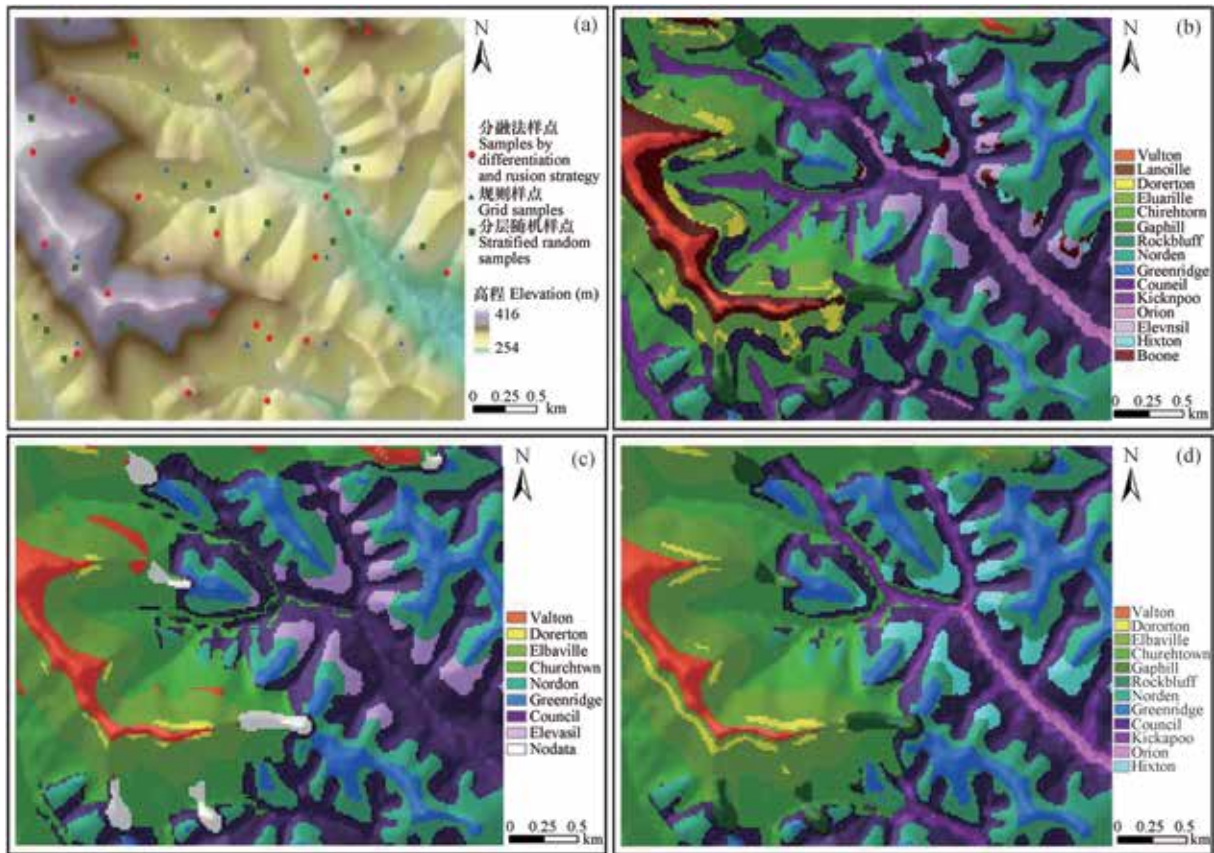 (a)
N
分融法样点
Samples by
differentiation
and rusion strategy
规则样点
Grid samples
分层随机样点
Stratified random
samples
高程 Elevation (m)
416
254
0 0.25 0.5
km
(b)
N
Vulton
Lanoille
Dorerton
Eluarille
Chirehtorn
Gaphill
Rockbluff
Norden
Greenridge
Couneil
Kicknpoo
Orion
Elevnsil
Hixton
Boone
0 0.25 0.5
km
(c)
N
Valton
Dorerton
Elbaville
Churchtwn
Nordon
Greenridge
Council
Elevasil
Nodata
0 0.25 0.5
km
(d)
N
Valton
Dororton
Elbaville
Churehtown
Gaphill
Rockbluff
Norden
Greenridge
Council
Kickapoo
Orion
Hixton
0 0.25 0.5
km